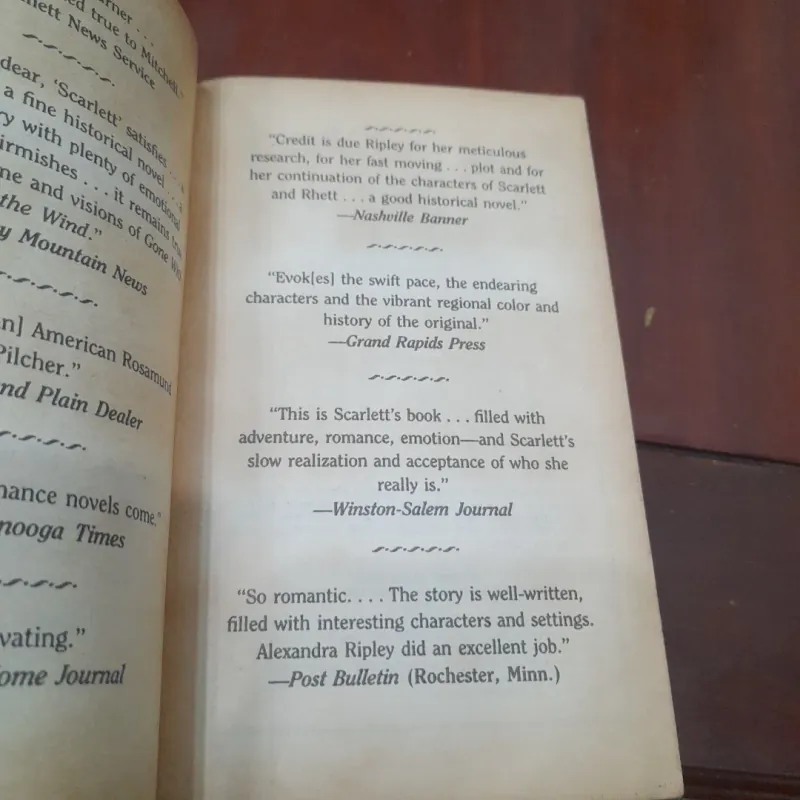 true to Mitchell."
nett News Service
dear, 'Scarlett' satisfies . . . a
a fine historical novel . . . a
with plenty of emotional
skirmishes . . . it remains true
and visions of Gone With
the Wind."
Mountain News
American Rosamund
Pilcher."
Plain Dealer
romance novels come."
nooga Times
vating."
ome Journal
"Credit is due Ripley for her meticulous
research, for her fast moving . . . plot and for
her continuation of the characters of Scarlett
and Rhett . . . a good historical novel."
—Nashville Banner
"Evok[es] the swift pace, the endearing
characters and the vibrant regional color and
history of the original."
—Grand Rapids Press
"This is Scarlett's book . . . filled with
adventure, romance, emotion—and Scarlett's
slow realization and acceptance of who she
really is."
—Winston-Salem Journal
"So romantic. . . . The story is well-written,
filled with interesting characters and settings.
Alexandra Ripley did an excellent job."
—Post Bulletin (Rochester, Minn.)